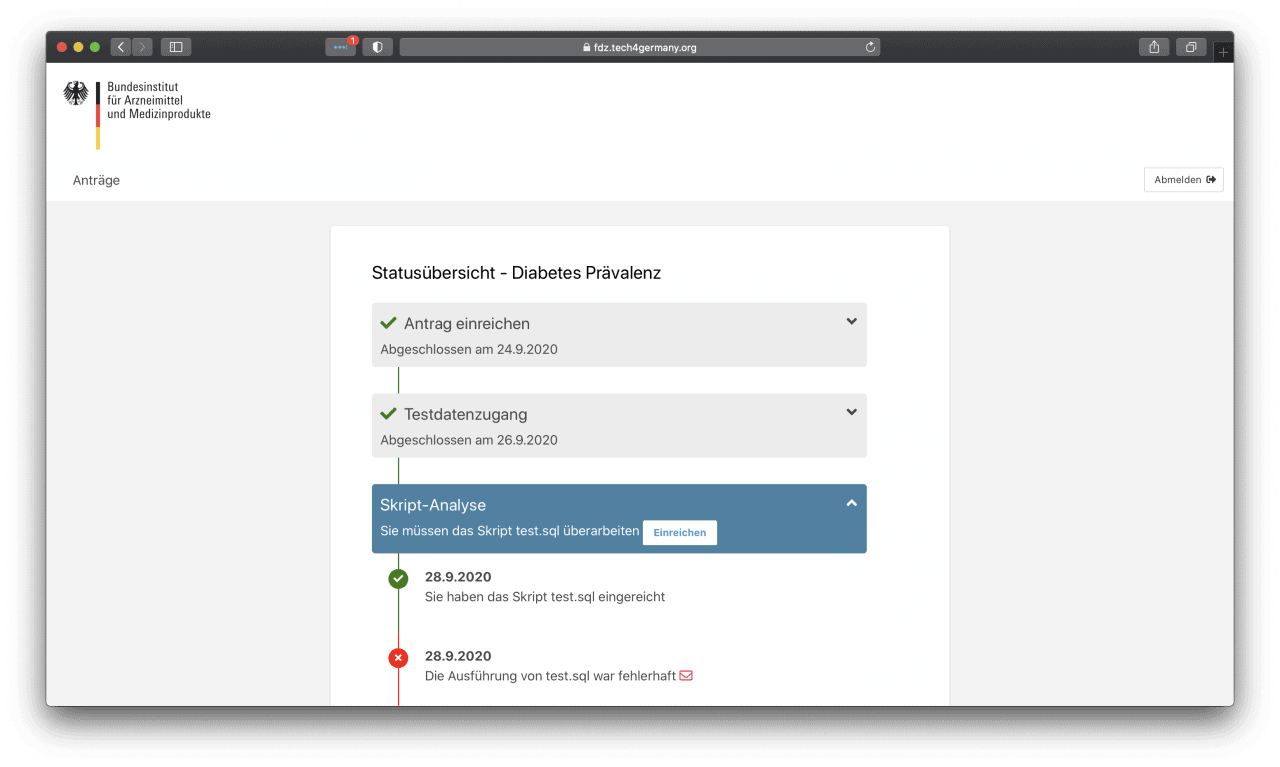 1
fdz.tech4germany.org
Bundesinstitut
für Arzneimittel
und Medizinprodukte
Anträge
Abmelden
Statusübersicht - Diabetes Prävalenz
Antrag einreichen
Abgeschlossen am 24.9.2020
Testdatenzugang
Abgeschlossen am 26.9.2020
Skript-Analyse
Sie müssen das Skript test.sql überarbeiten Einreichen
28.9.2020
Sie haben das Skript test.sql eingereicht
28.9.2020
Die Ausführung von test.sql war fehlerhaft